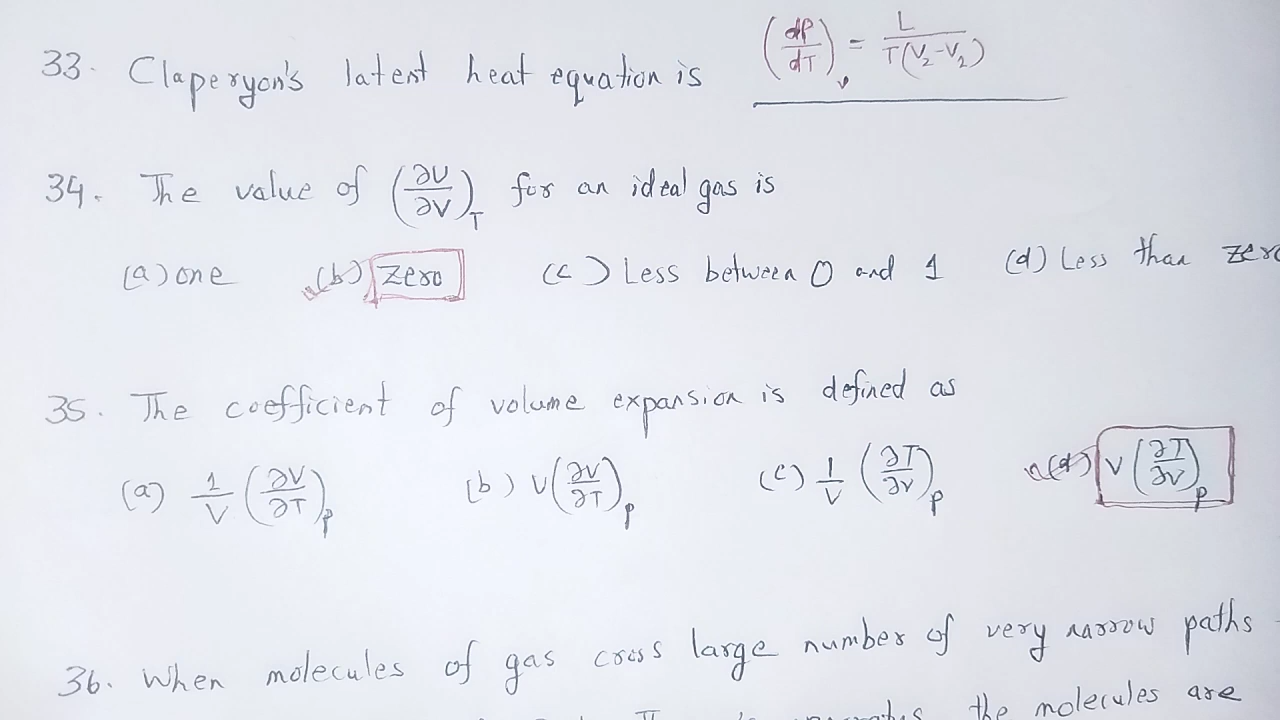 33. Claperyon's latent heat equation is (dP/dT)v = L/T(V₂-V₂)
34. The value of (∂U/∂V)T for an ideal gas is
(a) one (b) Zero (c) Less between 0 and 1 (d) Less than zero
35. The coefficient of volume expansion is defined as
(a) 1/V (∂V/∂T)p (b) V(∂V/∂T)p (c) 1/V (∂T/∂V)p (d) V(∂T/∂V)p
36. When molecules of gas cross large number of very narrow paths
the molecules are